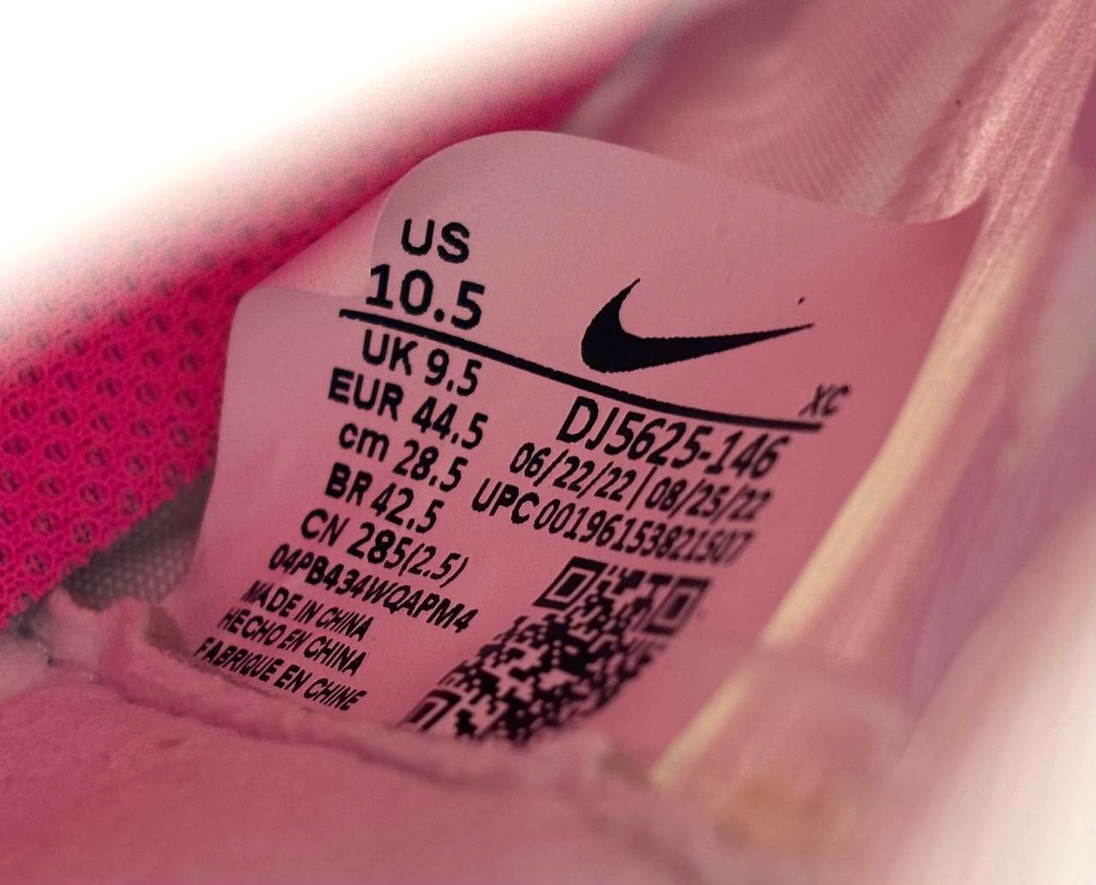 US
10.5
UK 9.5
EUR 44.5
cm 28.5
BR 42.5
CN 285(2.5)
04PB434WQAPM4
MADE IN CHINA
HECHO EN CHINA
FABRIQUE EN CHINE
XC
DJ5625-146
06/22/22 | 08/25/22
UPC 00196153821507